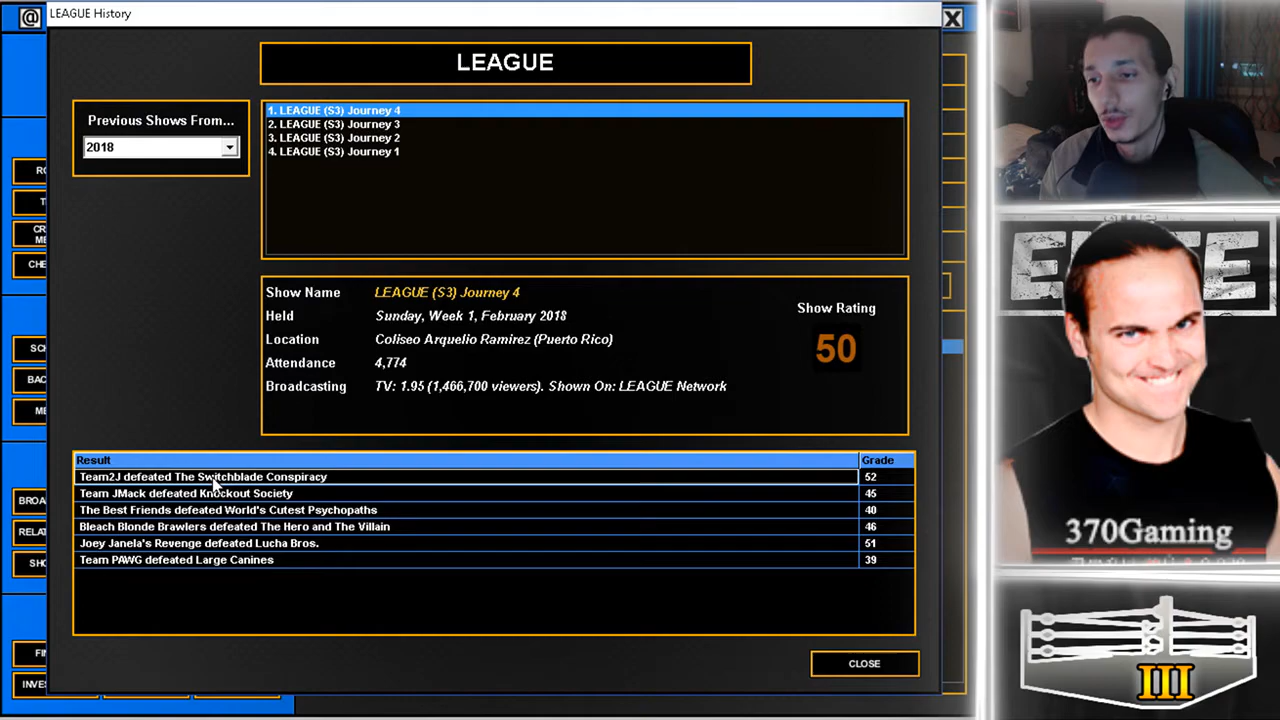 @
LEAGUE History
X
LEAGUE
Previous Shows From...
2018
1. LEAGUE (S3) Journey 4
2. LEAGUE (S3) Journey 3
3. LEAGUE (S3) Journey 2
4. LEAGUE (S3) Journey 1
Show Name LEAGUE (S3) Journey 4
Held Sunday, Week 1, February 2018
Location Coliseo Arquelio Ramirez (Puerto Rico)
Attendance 4,774
Broadcasting TV: 1.95 (1,466,700 viewers). Shown On: LEAGUE Network
Show Rating
50
Result Grade
Team2J defeated The Switchblade Conspiracy 52
Team JMack defeated Knockout Society 45
The Best Friends defeated World's Cutest Psychopaths 40
Bleach Blonde Brawlers defeated The Hero and The Villain 46
Joey Janela's Revenge defeated Lucha Bros. 51
Team PAWG defeated Large Canines 39
CLOSE
370Gaming
III